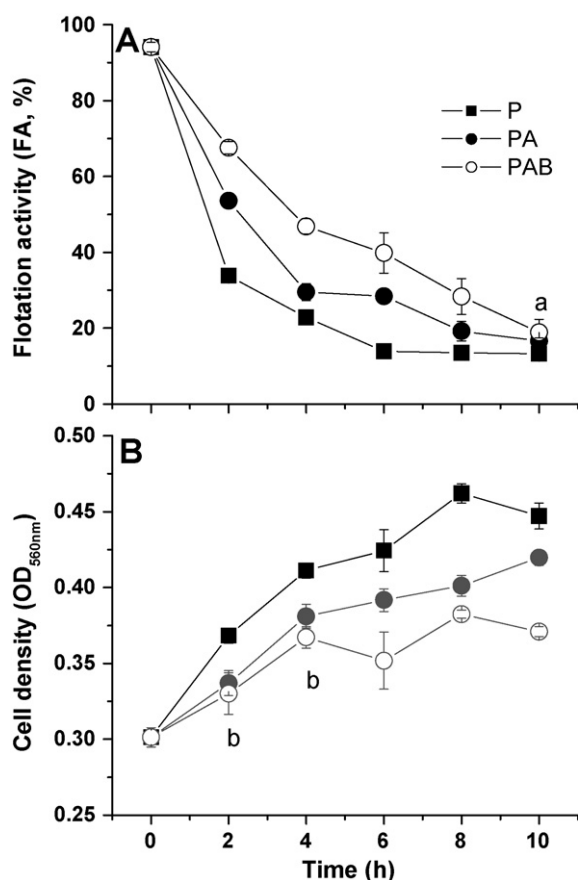 A
Flotation activity (FA, %)
100
80
60
40
20
0
P
PA
PAB
a
B
Cell density (OD560nm)
0.50
0.45
0.40
0.35
0.30
0.25
b
b
0 2 4 6 8 10
Time (h)